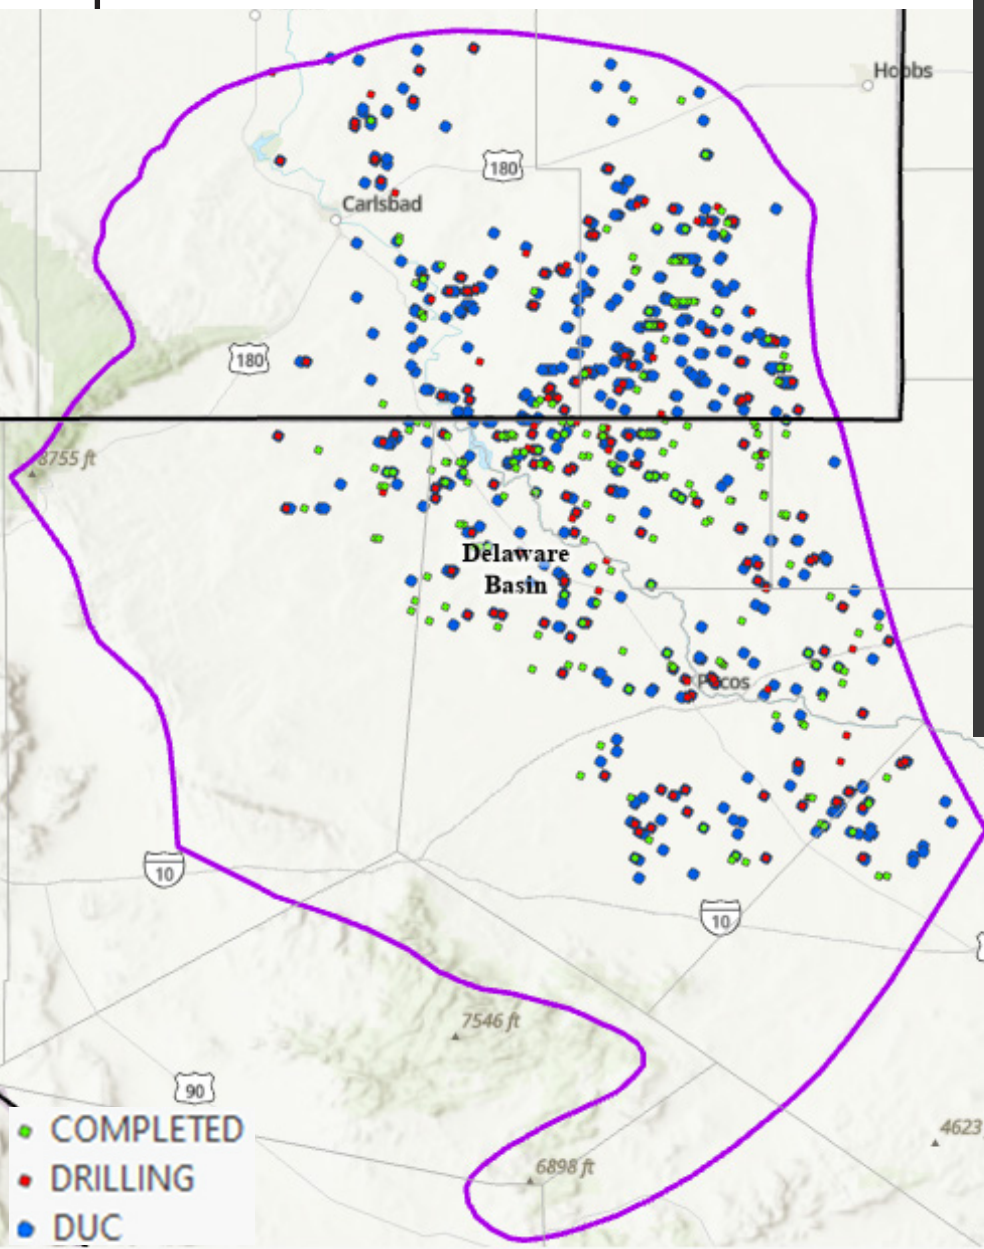 Hobbs
180
Carlsbad
180
8755 ft
Delaware
Basin
Pecos
10
10
7546 ft
90
4623
6898 ft
COMPLETED
DRILLING
DUC